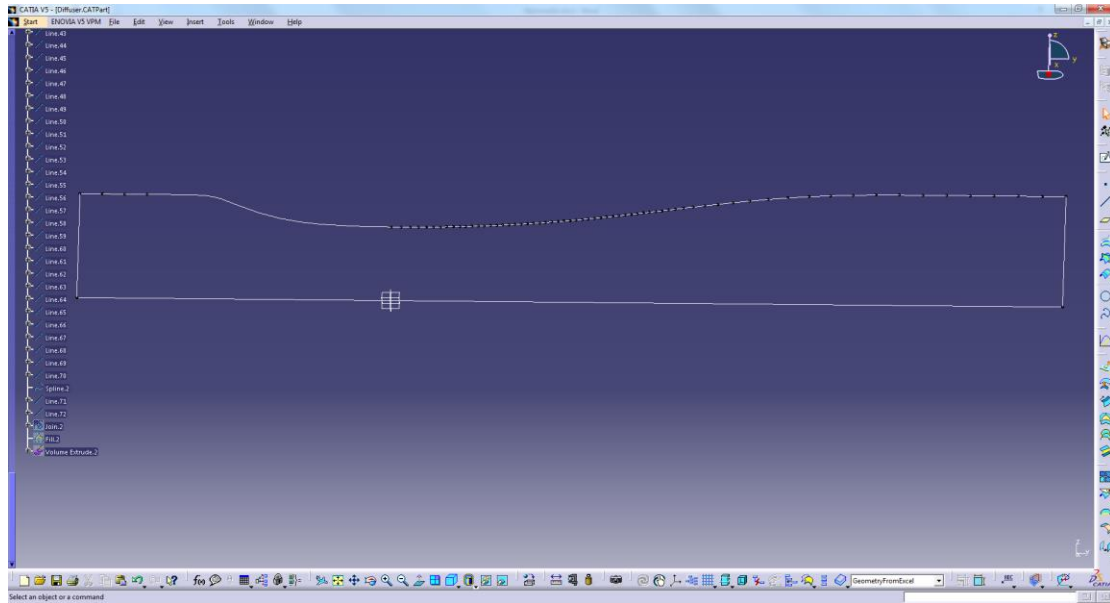 CATIA V5 - [Diffuser.CATPart]
Start ENOVIA V5 VPM File Edit View Insert Tools Window Help
Line.43
Line.44
Line.45
Line.46
Line.47
Line.48
Line.49
Line.50
Line.51
Line.52
Line.53
Line.54
Line.55
Line.56
Line.57
Line.58
Line.59
Line.60
Line.61
Line.62
Line.63
Line.64
Line.65
Line.66
Line.67
Line.68
Line.69
Line.70
Spline.2
Line.71
Line.72
Join.2
Fill.2
Volume Extrude.2
z
y
x
GeometryFromExcel
CATIA
Select an object or a command